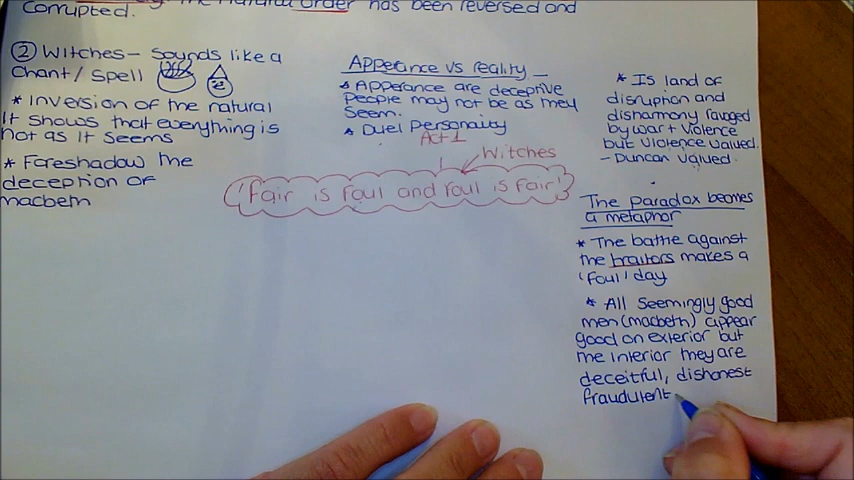 order has been reversed and
corrupted.
② Witches - Sounds like a
Chant / Spell
* Inversion of the natural
It shows that everything is
not as it seems
* Foreshadow the
deception of
macbeth
Apperance vs reality
Apperance are deceptive
People may not be as they
Seem.
Duel Personality
Act 1
Witches
'Fair is Foul and Foul is Fair'
* Is land of
disruption and
disharmony ravaged
by war + violence
but violence valued.
- Duncan valued.
The paradox becomes
a metaphor
* The battle against
the traitors makes a
'foul' day
* All Seemingly good
men (macbeth) appear
good on exterior but
the interior they are
deceitful, dishonest
fraudulent